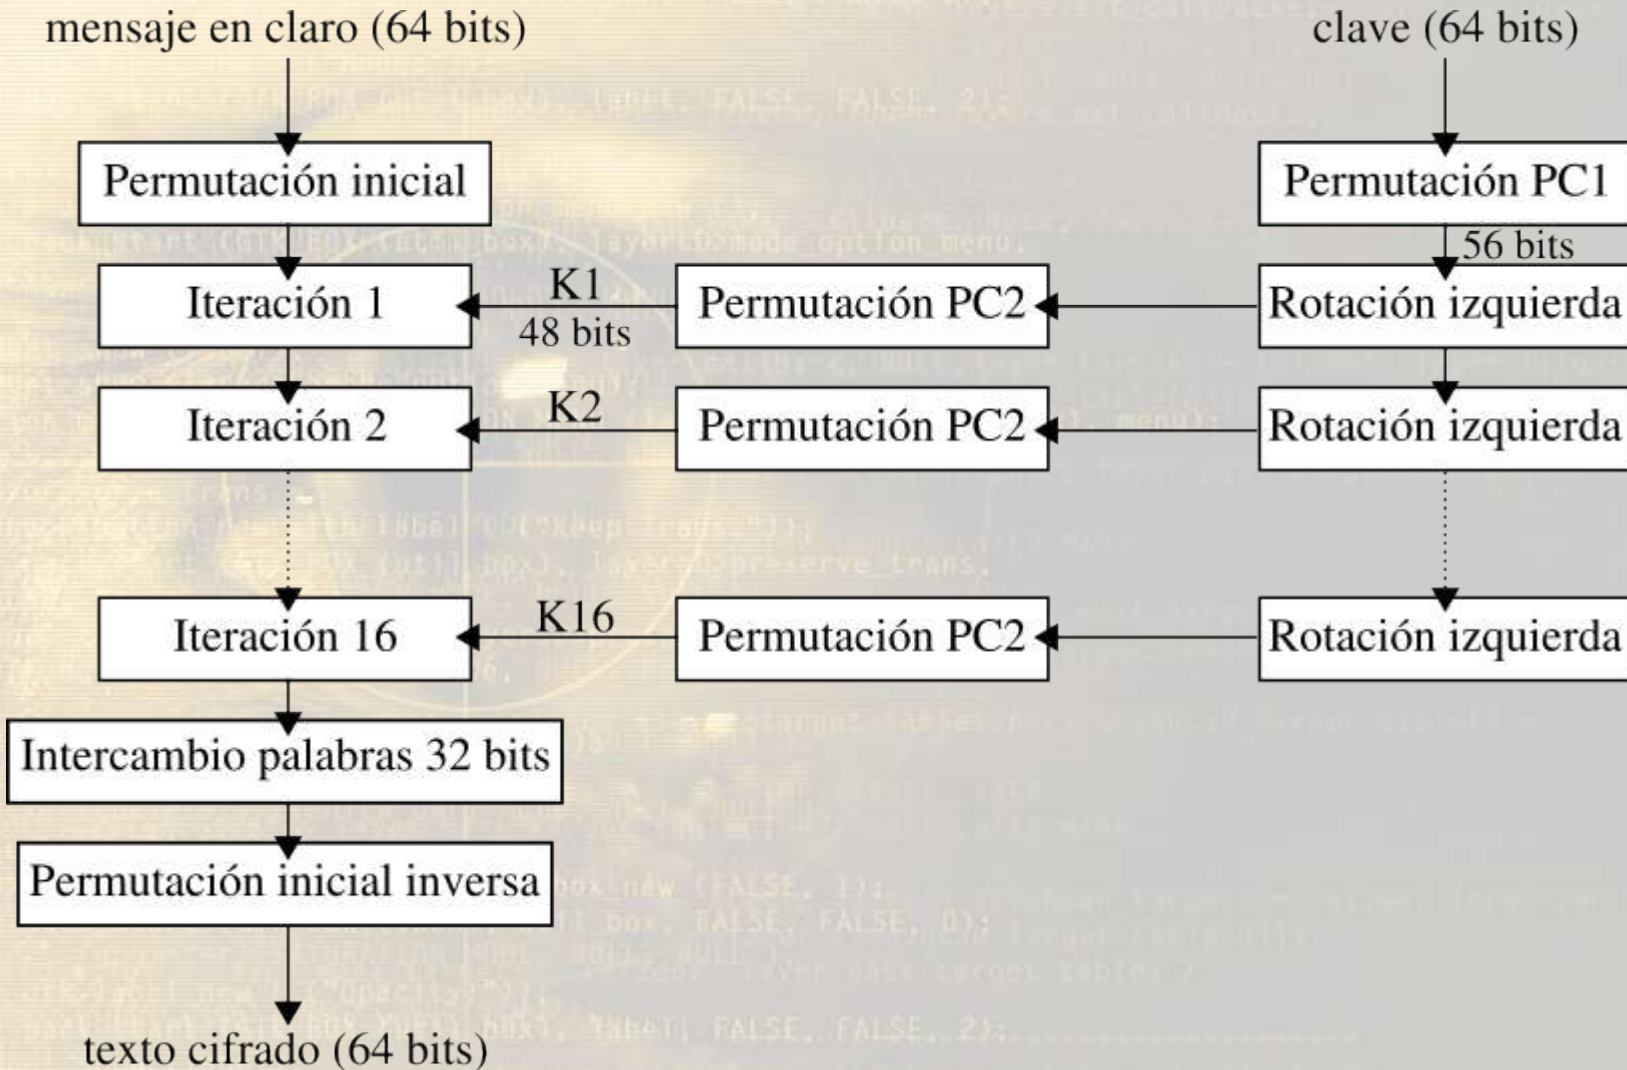 mensaje en claro (64 bits)
clave (64 bits)
Permutación inicial
Permutación PC1
56 bits
Iteración 1
K1
48 bits
Permutación PC2
Rotación izquierda
Iteración 2
K2
Permutación PC2
Rotación izquierda
Iteración 16
K16
Permutación PC2
Rotación izquierda
Intercambio palabras 32 bits
Permutación inicial inversa
texto cifrado (64 bits)